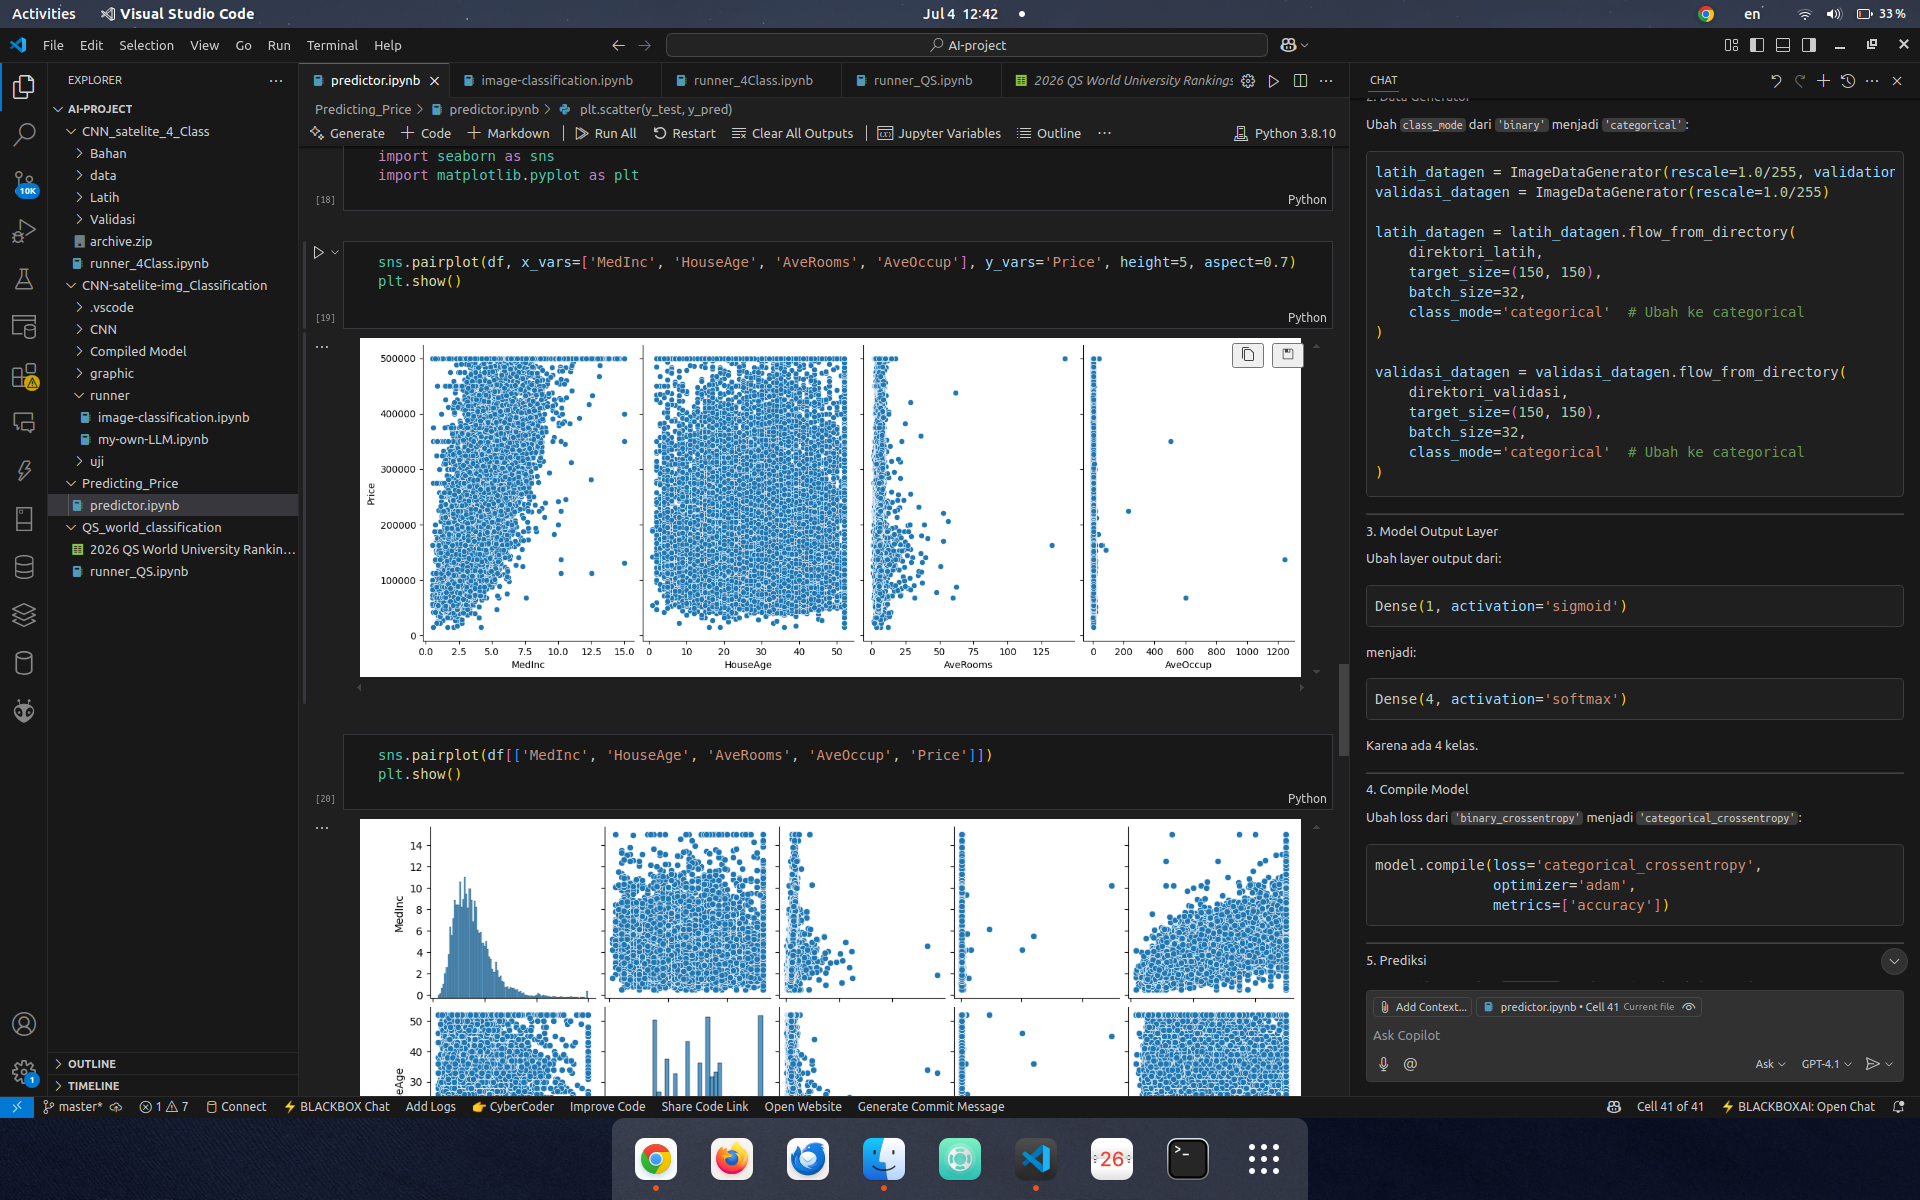 Activities
Visual Studio Code
Jul 4 12:42
en
33 %
File Edit Selection View Go Run Terminal Help
AI-project
EXPLORER
AI-PROJECT
CNN_satelite_4_Class
Bahan
data
Latih
Validasi
archive.zip
runner_4Class.ipynb
CNN-satelite-img_Classification
.vscode
CNN
Compiled Model
graphic
runner
image-classification.ipynb
my-own-LLM.ipynb
uji
Predicting_Price
predictor.ipynb
QS_world_classification
2026 QS World University Rankin...
runner_QS.ipynb
OUTLINE
TIMELINE
10K
1
predictor.ipynb
image-classification.ipynb
runner_4Class.ipynb
runner_QS.ipynb
2026 QS World University Rankings
Predicting_Price > predictor.ipynb > plt.scatter(y_test, y_pred)
Generate + Code + Markdown Run All Restart Clear All Outputs Jupyter Variables Outline ... Python 3.8.10
import seaborn as sns
import matplotlib.pyplot as plt
[18]
Python
sns.pairplot(df, x_vars=['MedInc', 'HouseAge', 'AveRooms', 'AveOccup'], y_vars='Price', height=5, aspect=0.7)
plt.show()
[19]
Python
500000
400000
300000
200000
100000
0
Price
0.0 2.5 5.0 7.5 10.0 12.5 15.0
MedInc
0 10 20 30 40 50
HouseAge
0 25 50 75 100 125
AveRooms
0 200 400 600 800 1000 1200
AveOccup
sns.pairplot(df[['MedInc', 'HouseAge', 'AveRooms', 'AveOccup', 'Price']])
plt.show()
[20]
Python
14
12
10
8
6
4
2
0
MedInc
50
40
30
eAge
CHAT
2. Data Generator
Ubah class_mode dari 'binary' menjadi 'categorical':
latih_datagen = ImageDataGenerator(rescale=1.0/255, validation
validasi_datagen = ImageDataGenerator(rescale=1.0/255)
latih_datagen = latih_datagen.flow_from_directory(
direktori_latih,
target_size=(150, 150),
batch_size=32,
class_mode='categorical' # Ubah ke categorical
)
validasi_datagen = validasi_datagen.flow_from_directory(
direktori_validasi,
target_size=(150, 150),
batch_size=32,
class_mode='categorical' # Ubah ke categorical
)
3. Model Output Layer
Ubah layer output dari:
Dense(1, activation='sigmoid')
menjadi:
Dense(4, activation='softmax')
Karena ada 4 kelas.
4. Compile Model
Ubah loss dari 'binary_crossentropy' menjadi 'categorical_crossentropy':
model.compile(loss='categorical_crossentropy',
optimizer='adam',
metrics=['accuracy'])
5. Prediksi
Add Context...
predictor.ipynb • Cell 41 Current file
Ask Copilot
@
Ask
GPT-4.1
master*
1 7
Connect
BLACKBOX Chat
Add Logs
CyberCoder
Improve Code
Share Code Link
Open Website
Generate Commit Message
Cell 41 of 41
BLACKBOXAI: Open Chat
26